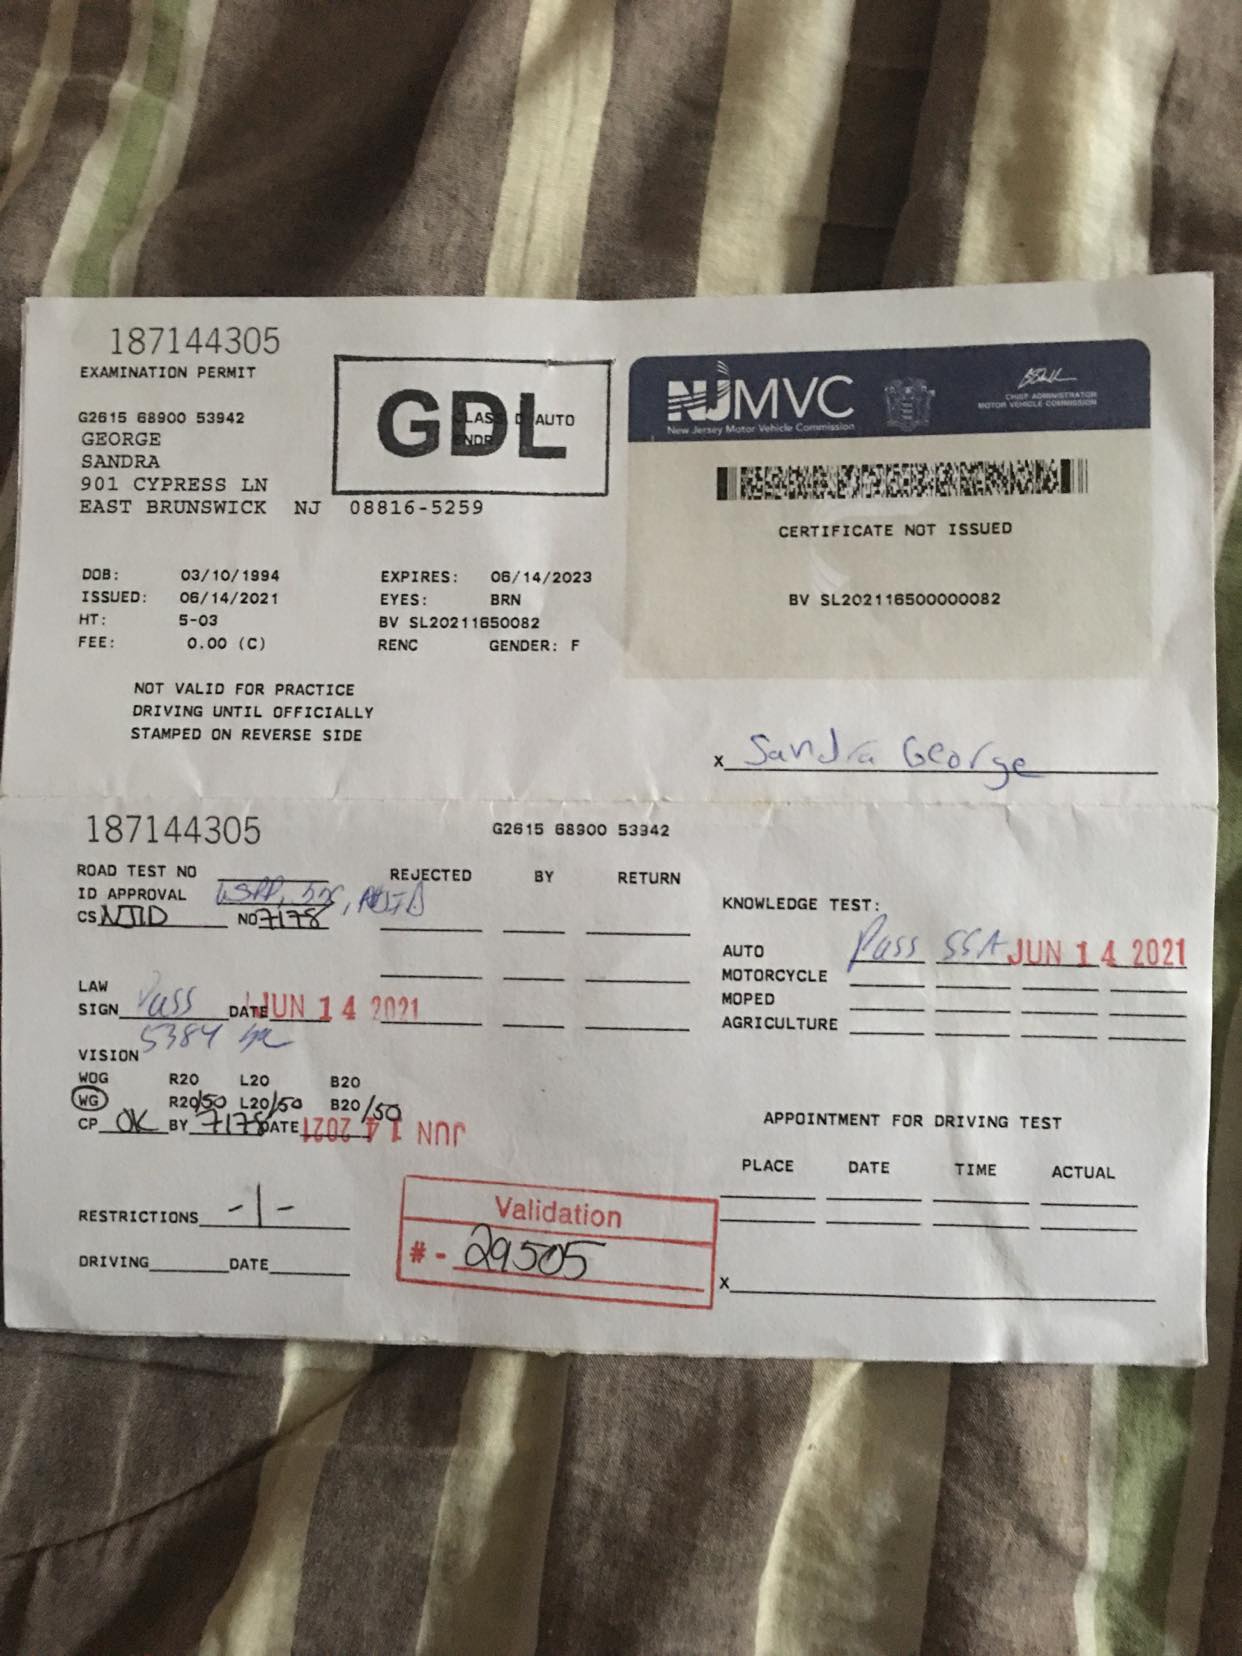 187144305
EXAMINATION PERMIT
G2615 68900 53942
GEORGE
SANDRA
901 CYPRESS LN
EAST BRUNSWICK NJ 08816-5259
GDL
CLASS D AUTO
ENDR
DOB: 03/10/1994 EXPIRES: 06/14/2023
ISSUED: 06/14/2021 EYES: BRN
HT: 5-03 BV SL20211650082
FEE: 0.00 (C) RENC GENDER: F
NOT VALID FOR PRACTICE
DRIVING UNTIL OFFICIALLY
STAMPED ON REVERSE SIDE
NJMVC
New Jersey Motor Vehicle Commission
CHIEF ADMINISTRATOR
MOTOR VEHICLE COMMISSION
CERTIFICATE NOT ISSUED
BV SL202116500000082
x Sandra George
187144305 G2615 68900 53942
ROAD TEST NO REJECTED BY RETURN
ID APPROVAL
CS NJID NO 7178
LAW
SIGN Pass DATE JUN 14 2021
5384
VISION
WOG R20 L20 B20
WG R20/50 L20/50 B20/50
CP OK BY 7178 DATE JUN 14 2021
RESTRICTIONS -1-
DRIVING DATE
Validation
# - 29505
KNOWLEDGE TEST:
AUTO Pass SSA JUN 14 2021
MOTORCYCLE
MOPED
AGRICULTURE
APPOINTMENT FOR DRIVING TEST
PLACE DATE TIME ACTUAL
x